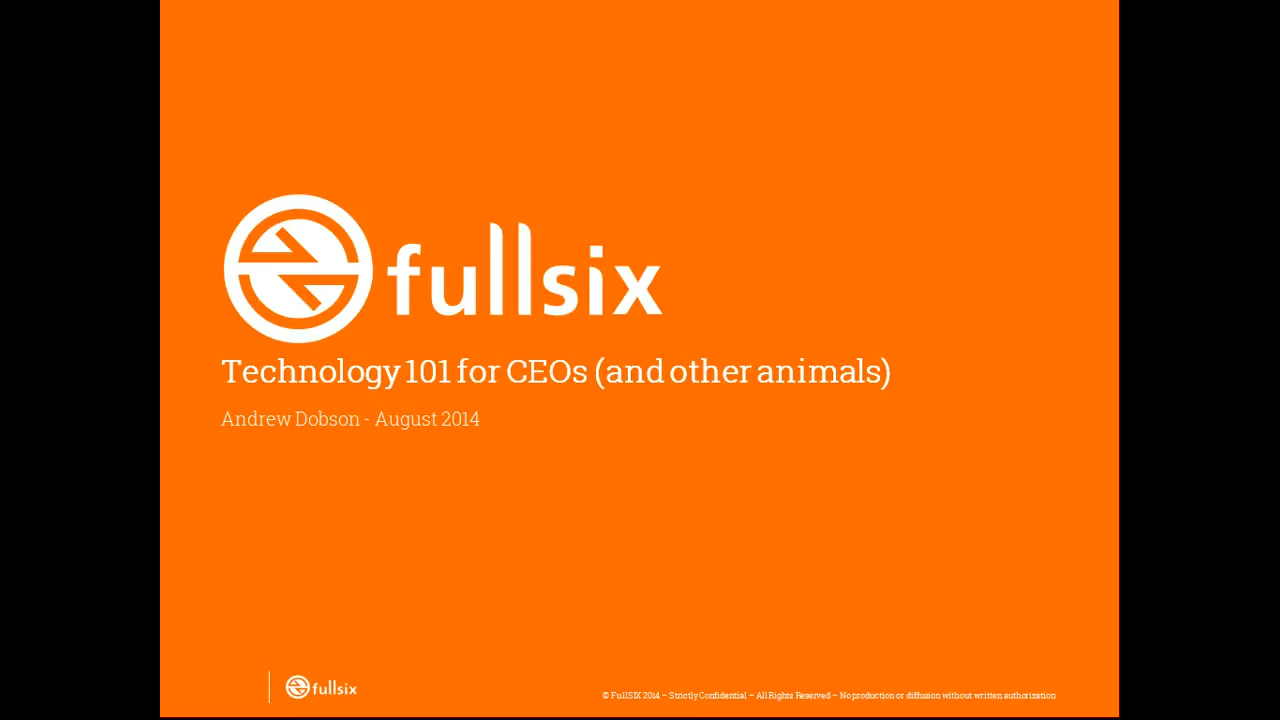 fullsix
Technology 101 for CEOs (and other animals)
Andrew Dobson - August 2014
fullsix
© FullSIX 2014 – Strictly Confidential – All Rights Reserved – No production or diffusion without written authorization